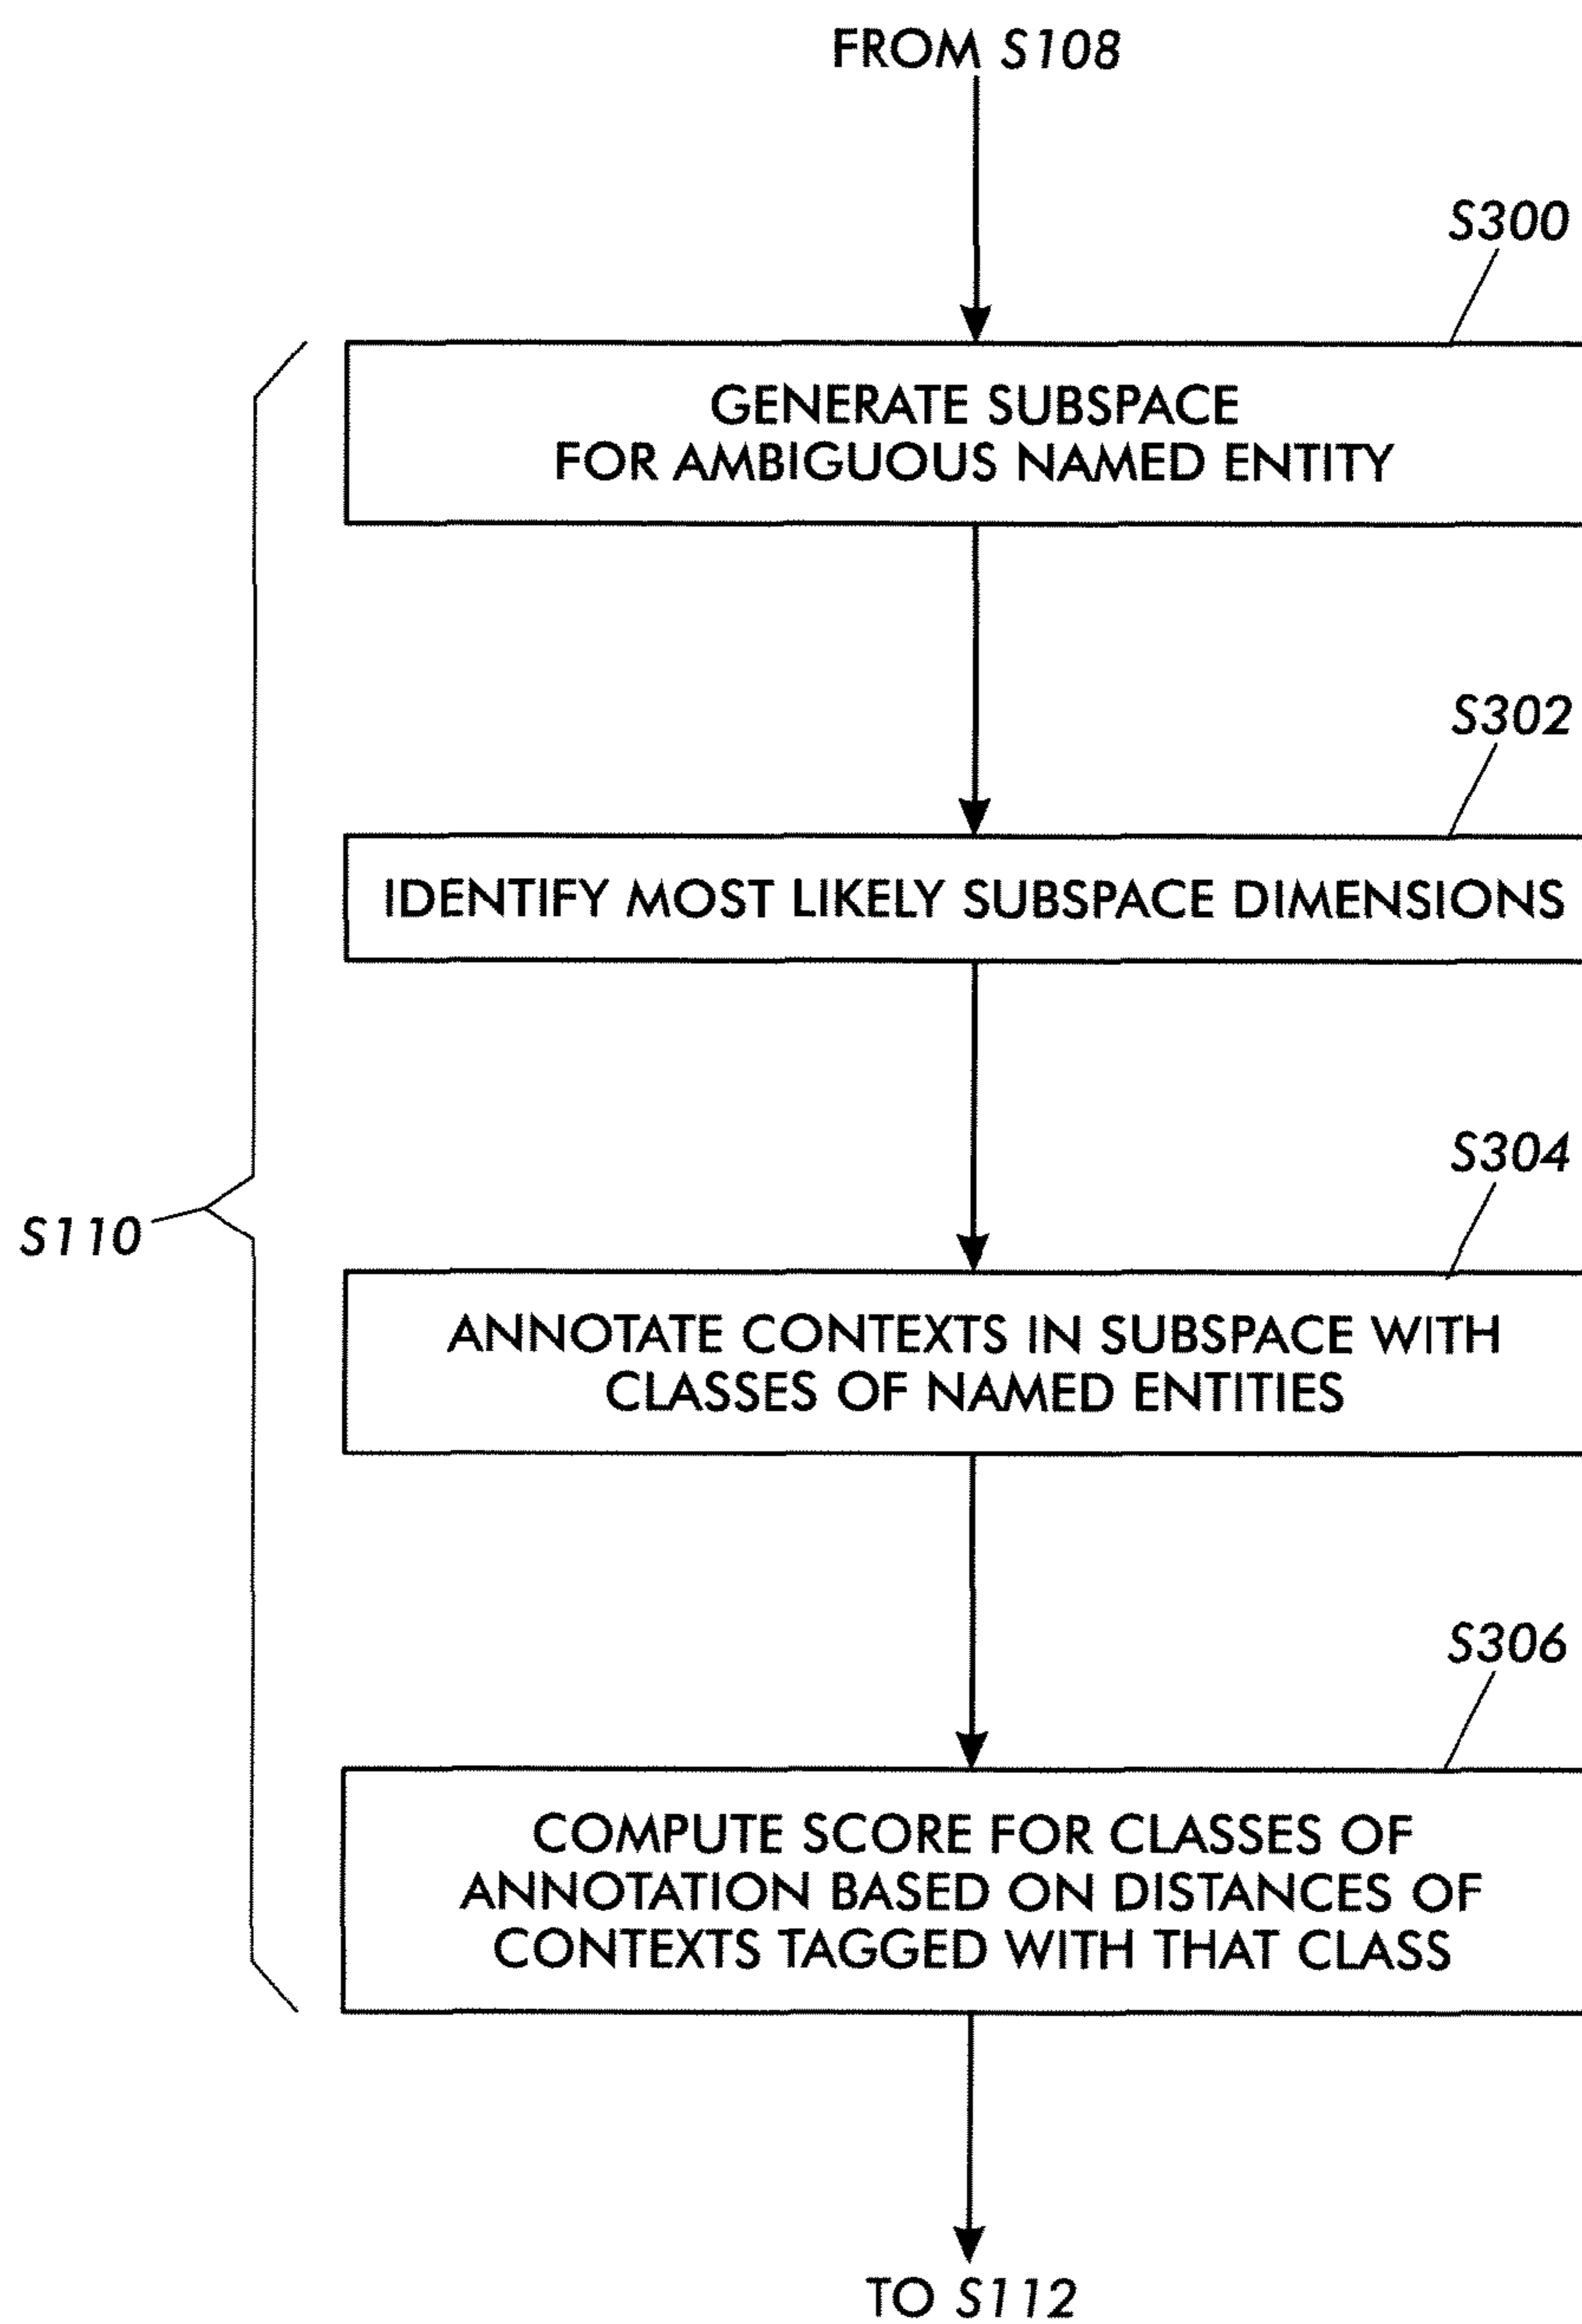 FROM S108
S300
GENERATE SUBSPACE
FOR AMBIGUOUS NAMED ENTITY
S302
IDENTIFY MOST LIKELY SUBSPACE DIMENSIONS
S304
S110
ANNOTATE CONTEXTS IN SUBSPACE WITH
CLASSES OF NAMED ENTITIES
S306
COMPUTE SCORE FOR CLASSES OF
ANNOTATION BASED ON DISTANCES OF
CONTEXTS TAGGED WITH THAT CLASS
TO S112